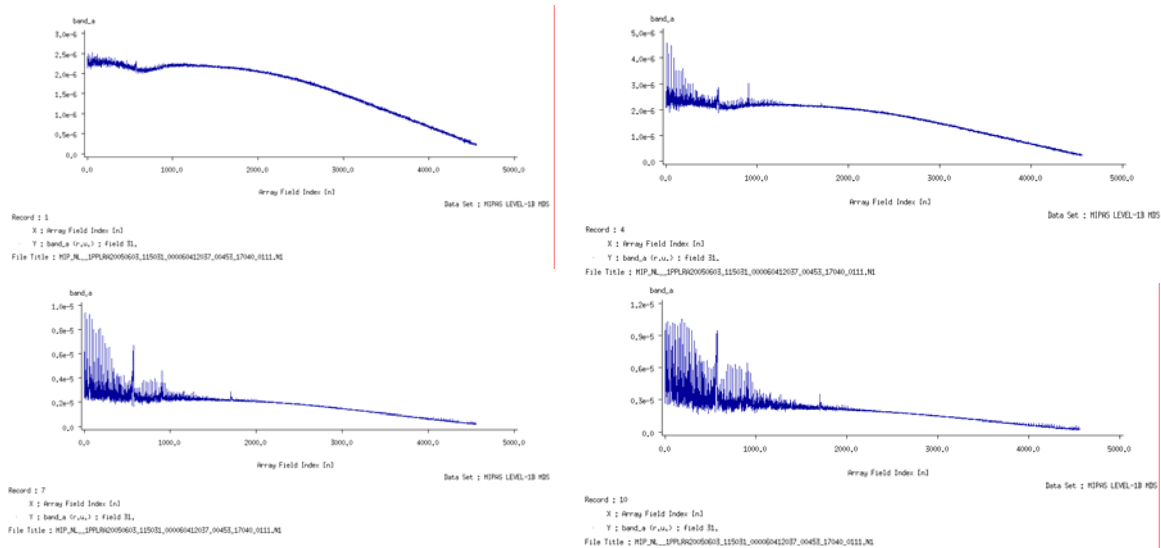 band_a
3.0e-6
2.5e-6
2.0e-6
1.5e-6
1.0e-6
0.5e-6
0.0
0.0 1000.0 2000.0 3000.0 4000.0 5000.0
Array Field Index [n]
Data Set : MIPAS LEVEL-1B MDS
Record : 1
X : Array Field Index [n]
Y : band_a (r.u.) : field 31.
File Title : MIP_NL__1PPLRA20050603_115031_000060412037_00453_17040_0111.N1
band_a
5.0e-6
4.0e-6
3.0e-6
2.0e-6
1.0e-6
0.0
0.0 1000.0 2000.0 3000.0 4000.0 5000.0
Array Field Index [n]
Data Set : MIPAS LEVEL-1B MDS
Record : 4
X : Array Field Index [n]
Y : band_a (r.u.) : field 31.
File Title : MIP_NL__1PPLRA20050603_115031_000060412037_00453_17040_0111.N1
band_a
1.0e-5
0.8e-5
0.6e-5
0.4e-5
0.2e-5
0.0
0.0 1000.0 2000.0 3000.0 4000.0 5000.0
Array Field Index [n]
Data Set : MIPAS LEVEL-1B MDS
Record : 7
X : Array Field Index [n]
Y : band_a (r.u.) : field 31.
File Title : MIP_NL__1PPLRA20050603_115031_000060412037_00453_17040_0111.N1
band_a
1.2e-5
0.9e-5
0.6e-5
0.3e-5
0.0
0.0 1000.0 2000.0 3000.0 4000.0 5000.0
Array Field Index [n]
Data Set : MIPAS LEVEL-1B MDS
Record : 10
X : Array Field Index [n]
Y : band_a (r.u.) : field 31.
File Title : MIP_NL__1PPLRA20050603_115031_000060412037_00453_17040_0111.N1